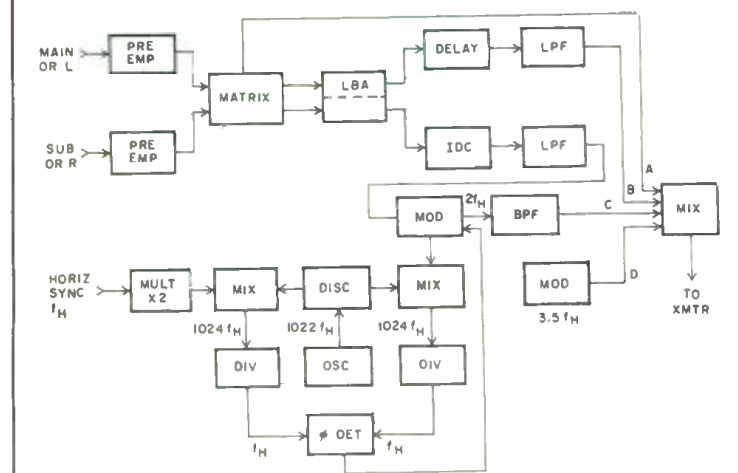 MAIN
OR L
PRE
EMP
SUB
OR R
PRE
EMP
MATRIX
LBA
DELAY
LPF
IDC
LPF
A
B
C
D
MIX
TO
XMTR
MOD
2fH
BPF
MOD
3.5 fH
HORIZ
SYNC
fH
MULT
X2
MIX
DISC
MIX
1024 fH
1022 fH
1024 fH
DIV
OSC
OIV
fH
ø OET
fH